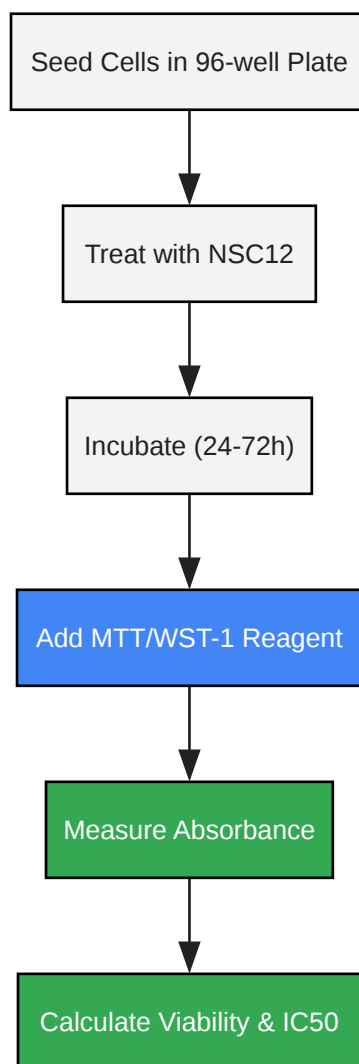 Seed Cells in 96-well Plate
Treat with NSC12
Incubate (24-72h)
Add MTT/WST-1 Reagent
Measure Absorbance
Calculate Viability & IC50